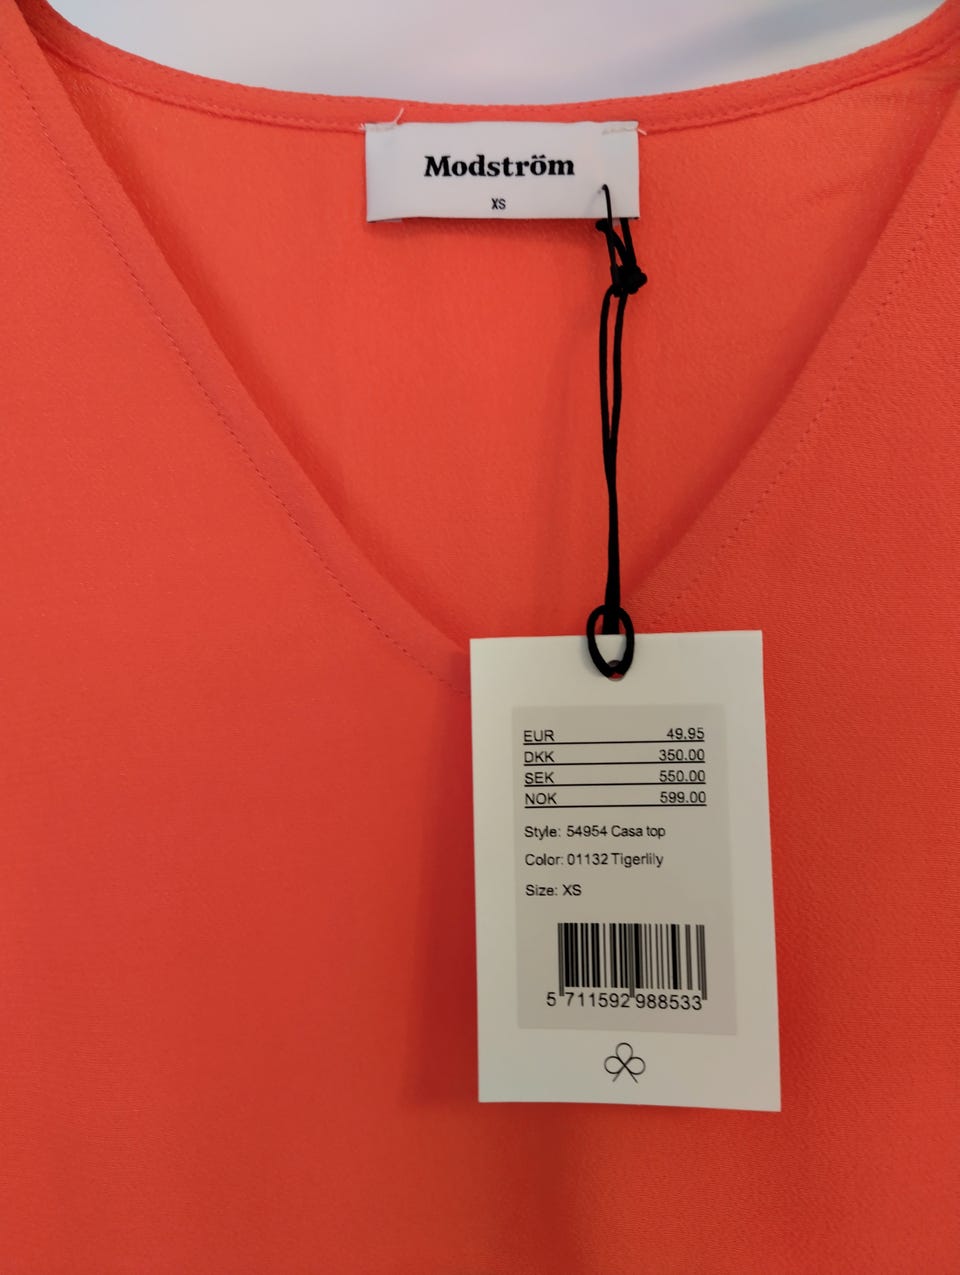 Modström
XS
EUR 49.95
DKK 350.00
SEK 550.00
NOK 599.00
Style: 54954 Casa top
Color: 01132 Tigerlily
Size: XS
5 711592 988533